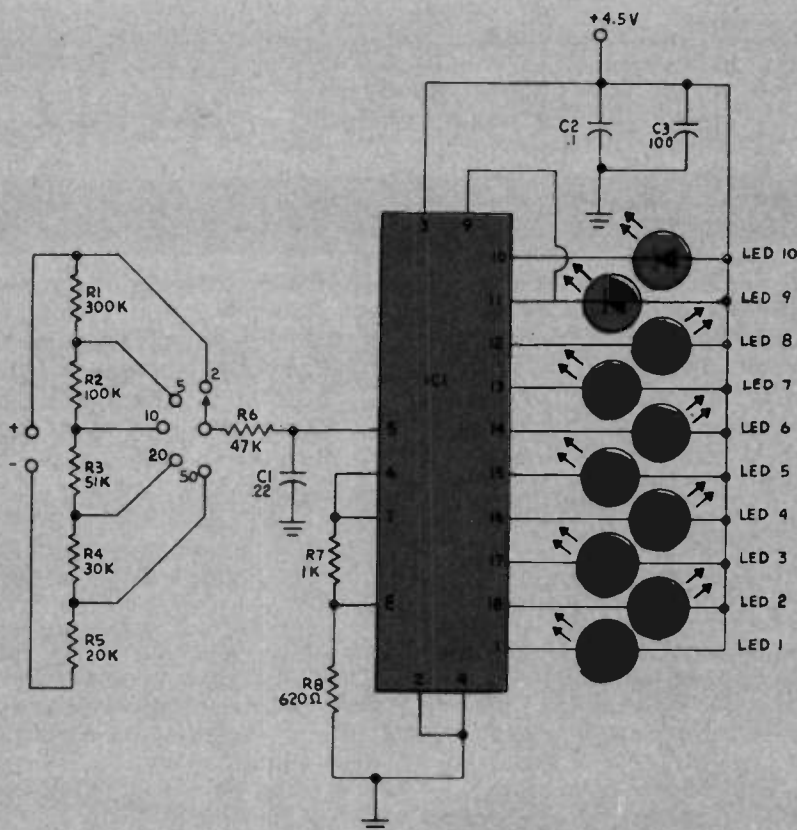 +4.5V
C2
.1
C3
100
3
9
10
LED 10
11
LED 9
12
LED 8
13
LED 7
14
LED 6
15
LED 5
16
LED 4
17
LED 3
18
LED 2
1
LED 1
IC1
R1
300K
R2
100K
R3
51K
R4
30K
R5
20K
+
-
2
5
10
20
50
R6
47K
C1
.22
5
6
7
R7
1K
8
R8
620Ω
2
4